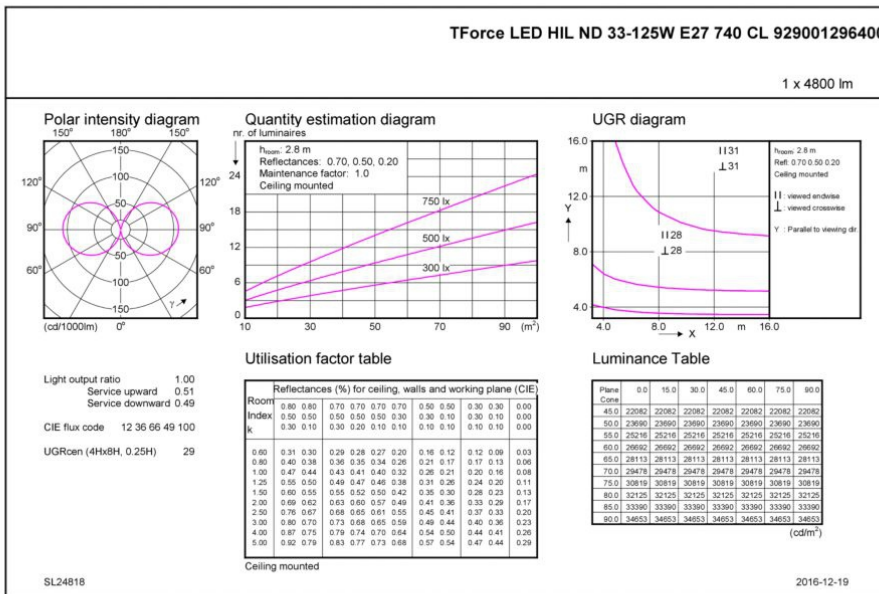 TForce LED HIL ND 33-125W E27 740 CL 929001296400
1 x 4800 lm
Polar intensity diagram
150° 180° 150°
120° 120°
90° 90°
60° 60°
150
100
50
50
100
150
γ
(cd/1000lm) 0°
Quantity estimation diagram
nr. of luminaires
hroom: 2.8 m
Reflectances: 0.70, 0.50, 0.20
Maintenance factor: 1.0
Ceiling mounted
24
18
12
6
0
750 lx
500 lx
300 lx
10 30 50 70 90 (m²)
UGR diagram
16.0
m
12.0
Y
8.0
4.0
II 31
⊥ 31
II 28
⊥ 28
4.0 8.0 12.0 m 16.0
X
hroom: 2.8 m
Refl: 0.70 0.50 0.20
Ceiling mounted
II : viewed endwise
⊥ : viewed crosswise
Y : Parallel to viewing dir.
Light output ratio 1.00
Service upward 0.51
Service downward 0.49
CIE flux code 12 36 66 49 100
UGRcen (4Hx8H, 0.25H) 29
Utilisation factor table
Room Index k
Reflectances (%) for ceiling, walls and working plane (CIE)
0.80 0.80 0.70 0.70 0.70 0.70 0.50 0.50 0.30 0.30 0.00
0.50 0.50 0.50 0.50 0.50 0.30 0.30 0.10 0.30 0.10 0.00
0.30 0.10 0.30 0.20 0.10 0.10 0.10 0.10 0.10 0.10 0.00
0.60 0.31 0.30 0.29 0.28 0.27 0.20 0.16 0.12 0.12 0.09 0.03
0.80 0.40 0.38 0.36 0.35 0.34 0.26 0.21 0.17 0.17 0.13 0.06
1.00 0.47 0.44 0.43 0.41 0.40 0.32 0.26 0.21 0.20 0.16 0.08
1.25 0.55 0.50 0.49 0.47 0.46 0.38 0.31 0.26 0.24 0.20 0.11
1.50 0.60 0.55 0.55 0.52 0.50 0.42 0.35 0.30 0.28 0.23 0.13
2.00 0.69 0.62 0.63 0.60 0.57 0.49 0.41 0.36 0.33 0.29 0.17
2.50 0.76 0.67 0.68 0.65 0.61 0.55 0.45 0.41 0.37 0.33 0.20
3.00 0.80 0.70 0.73 0.68 0.65 0.59 0.49 0.44 0.40 0.36 0.23
4.00 0.87 0.75 0.79 0.74 0.70 0.64 0.54 0.50 0.44 0.41 0.26
5.00 0.92 0.79 0.83 0.77 0.73 0.68 0.57 0.54 0.47 0.44 0.29
Ceiling mounted
Luminance Table
Plane Cone 0.0 15.0 30.0 45.0 60.0 75.0 90.0
45.0 22082 22082 22082 22082 22082 22082 22082
50.0 23690 23690 23690 23690 23690 23690 23690
55.0 25216 25216 25216 25216 25216 25216 25216
60.0 26692 26692 26692 26692 26692 26692 26692
65.0 28113 28113 28113 28113 28113 28113 28113
70.0 29478 29478 29478 29478 29478 29478 29478
75.0 30819 30819 30819 30819 30819 30819 30819
80.0 32125 32125 32125 32125 32125 32125 32125
85.0 33390 33390 33390 33390 33390 33390 33390
90.0 34653 34653 34653 34653 34653 34653 34653
(cd/m²)
SL24818
2016-12-19